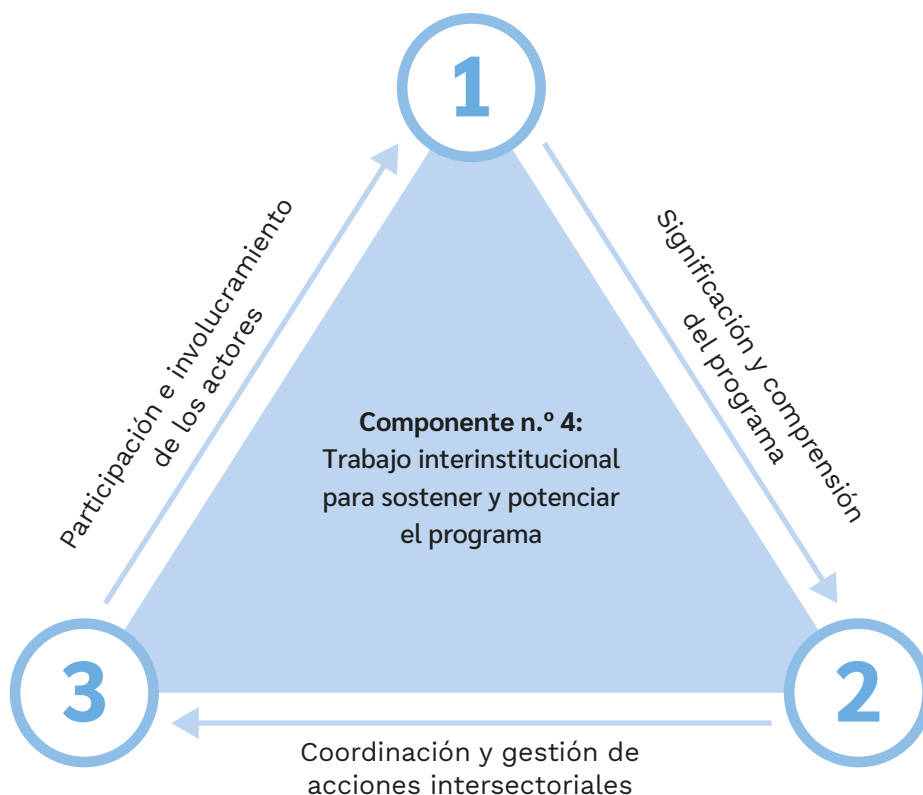 1
Participación e involucramiento
de los actores
Significación y comprensión
del programa
Componente n.º 4:
Trabajo interinstitucional
para sostener y potenciar
el programa
3
2
Coordinación y gestión de
acciones intersectoriales